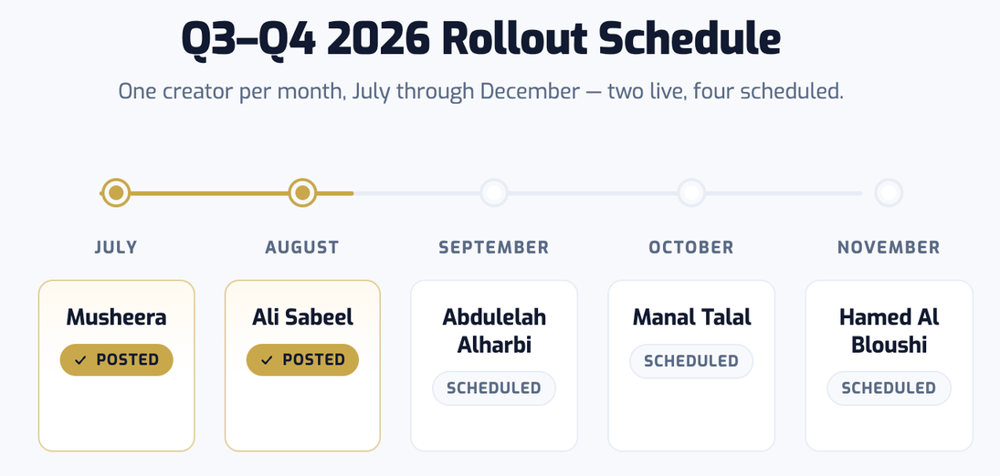 Q3–Q4 2026 Rollout Schedule
One creator per month, July through December — two live, four scheduled.
JULY
AUGUST
SEPTEMBER
OCTOBER
NOVEMBER
Musheera
✓ POSTED
Ali Sabeel
✓ POSTED
Abdulelah
Alharbi
SCHEDULED
Manal Talal
SCHEDULED
Hamed Al
Bloushi
SCHEDULED